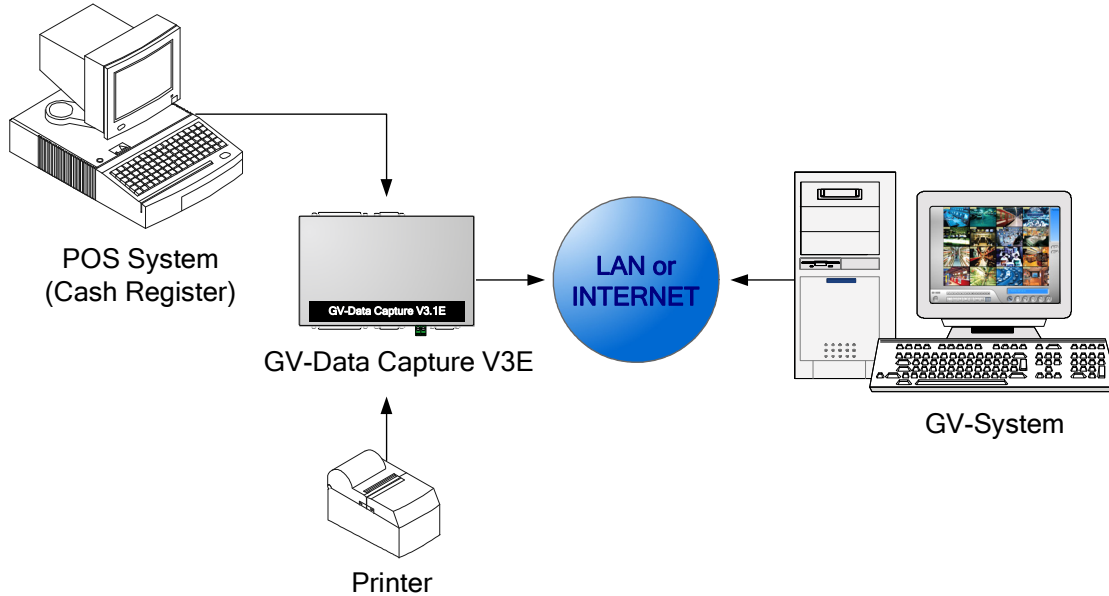 POS System
(Cash Register)
GV-Data Capture V3.1E
GV-Data Capture V3E
Printer
LAN or
INTERNET
GV-System